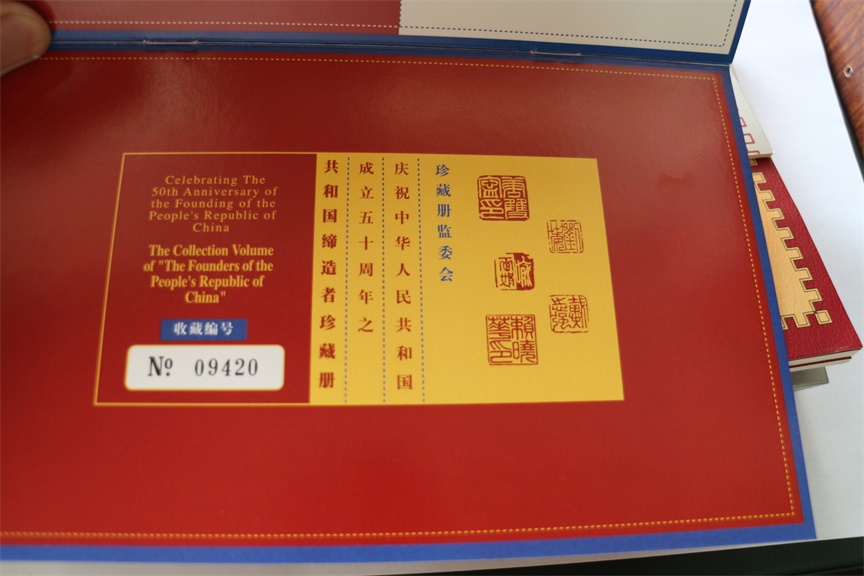 Celebrating The
50th Anniversary of
the Founding of the
People's Republic of
China
The Collection Volume
of "The Founders of the
People's Republic of
China"
收藏编号
№ 09420
珍藏册监委会
庆祝中华人民共和国
成立五十周年之
共和国缔造者珍藏册